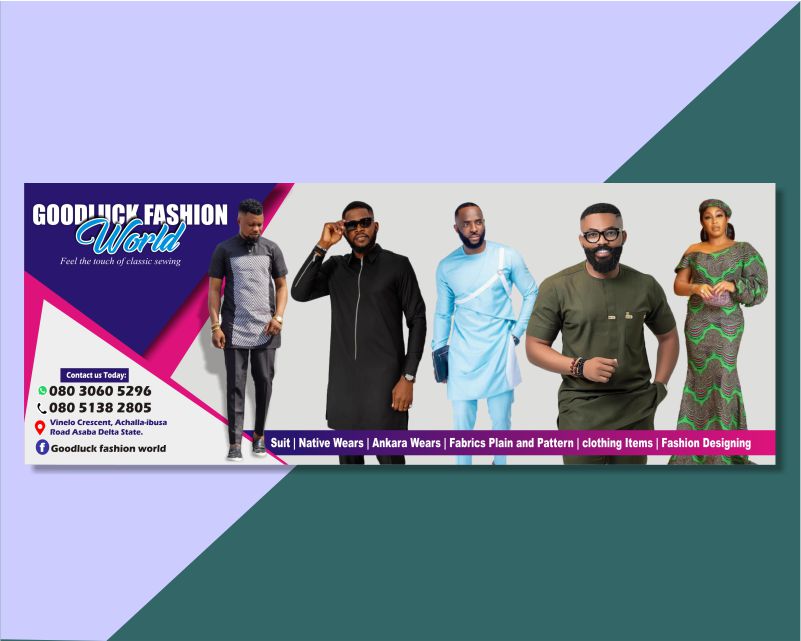 GOODLUCK FASHION
World
Feel the touch of classic sewing
Contact us Today:
080 3060 5296
080 5138 2805
Vinelo Crescent, Achalla-ibusa
Road Asaba Delta State.
f Goodluck fashion world
Suit | Native Wears | Ankara Wears | Fabrics Plain and Pattern | clothing Items | Fashion Designing